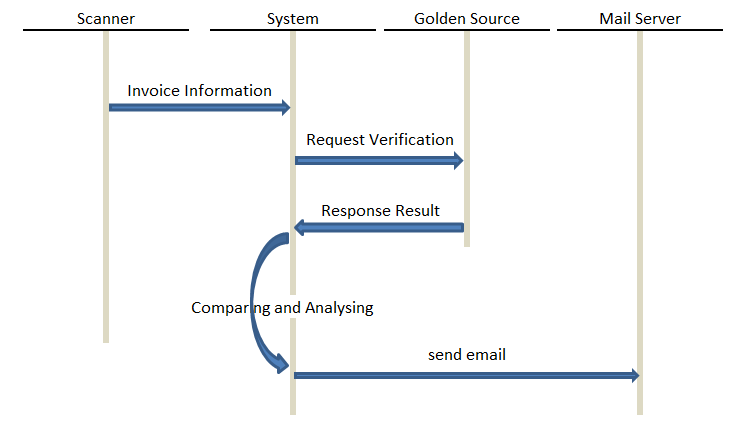 Scanner
System
Golden Source
Mail Server
Invoice Information
Request Verification
Response Result
Comparing and Analysing
send email